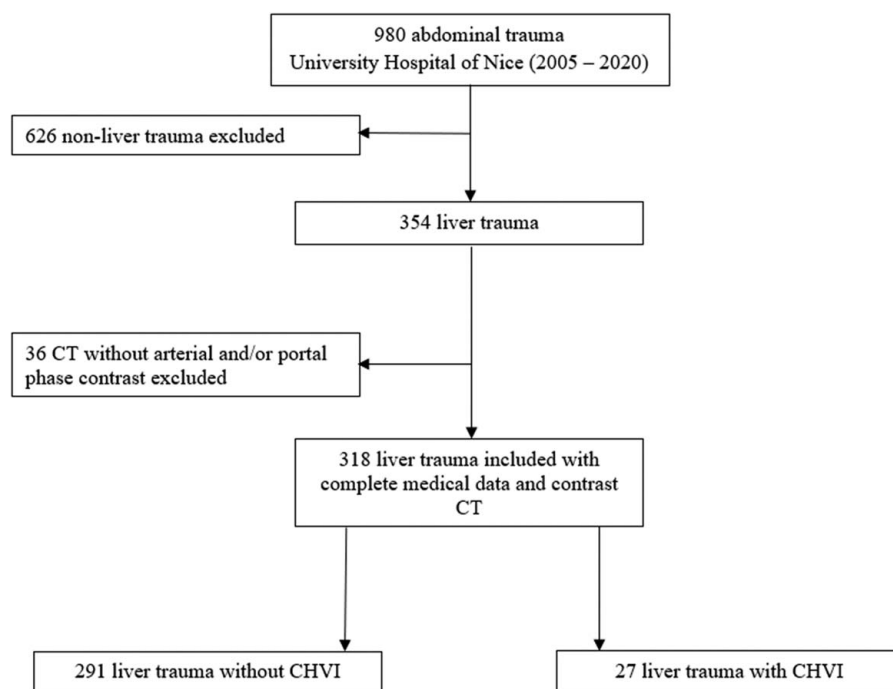 980 abdominal trauma
University Hospital of Nice (2005 – 2020)
626 non-liver trauma excluded
354 liver trauma
36 CT without arterial and/or portal
phase contrast excluded
318 liver trauma included with
complete medical data and contrast
CT
291 liver trauma without CHVI
27 liver trauma with CHVI